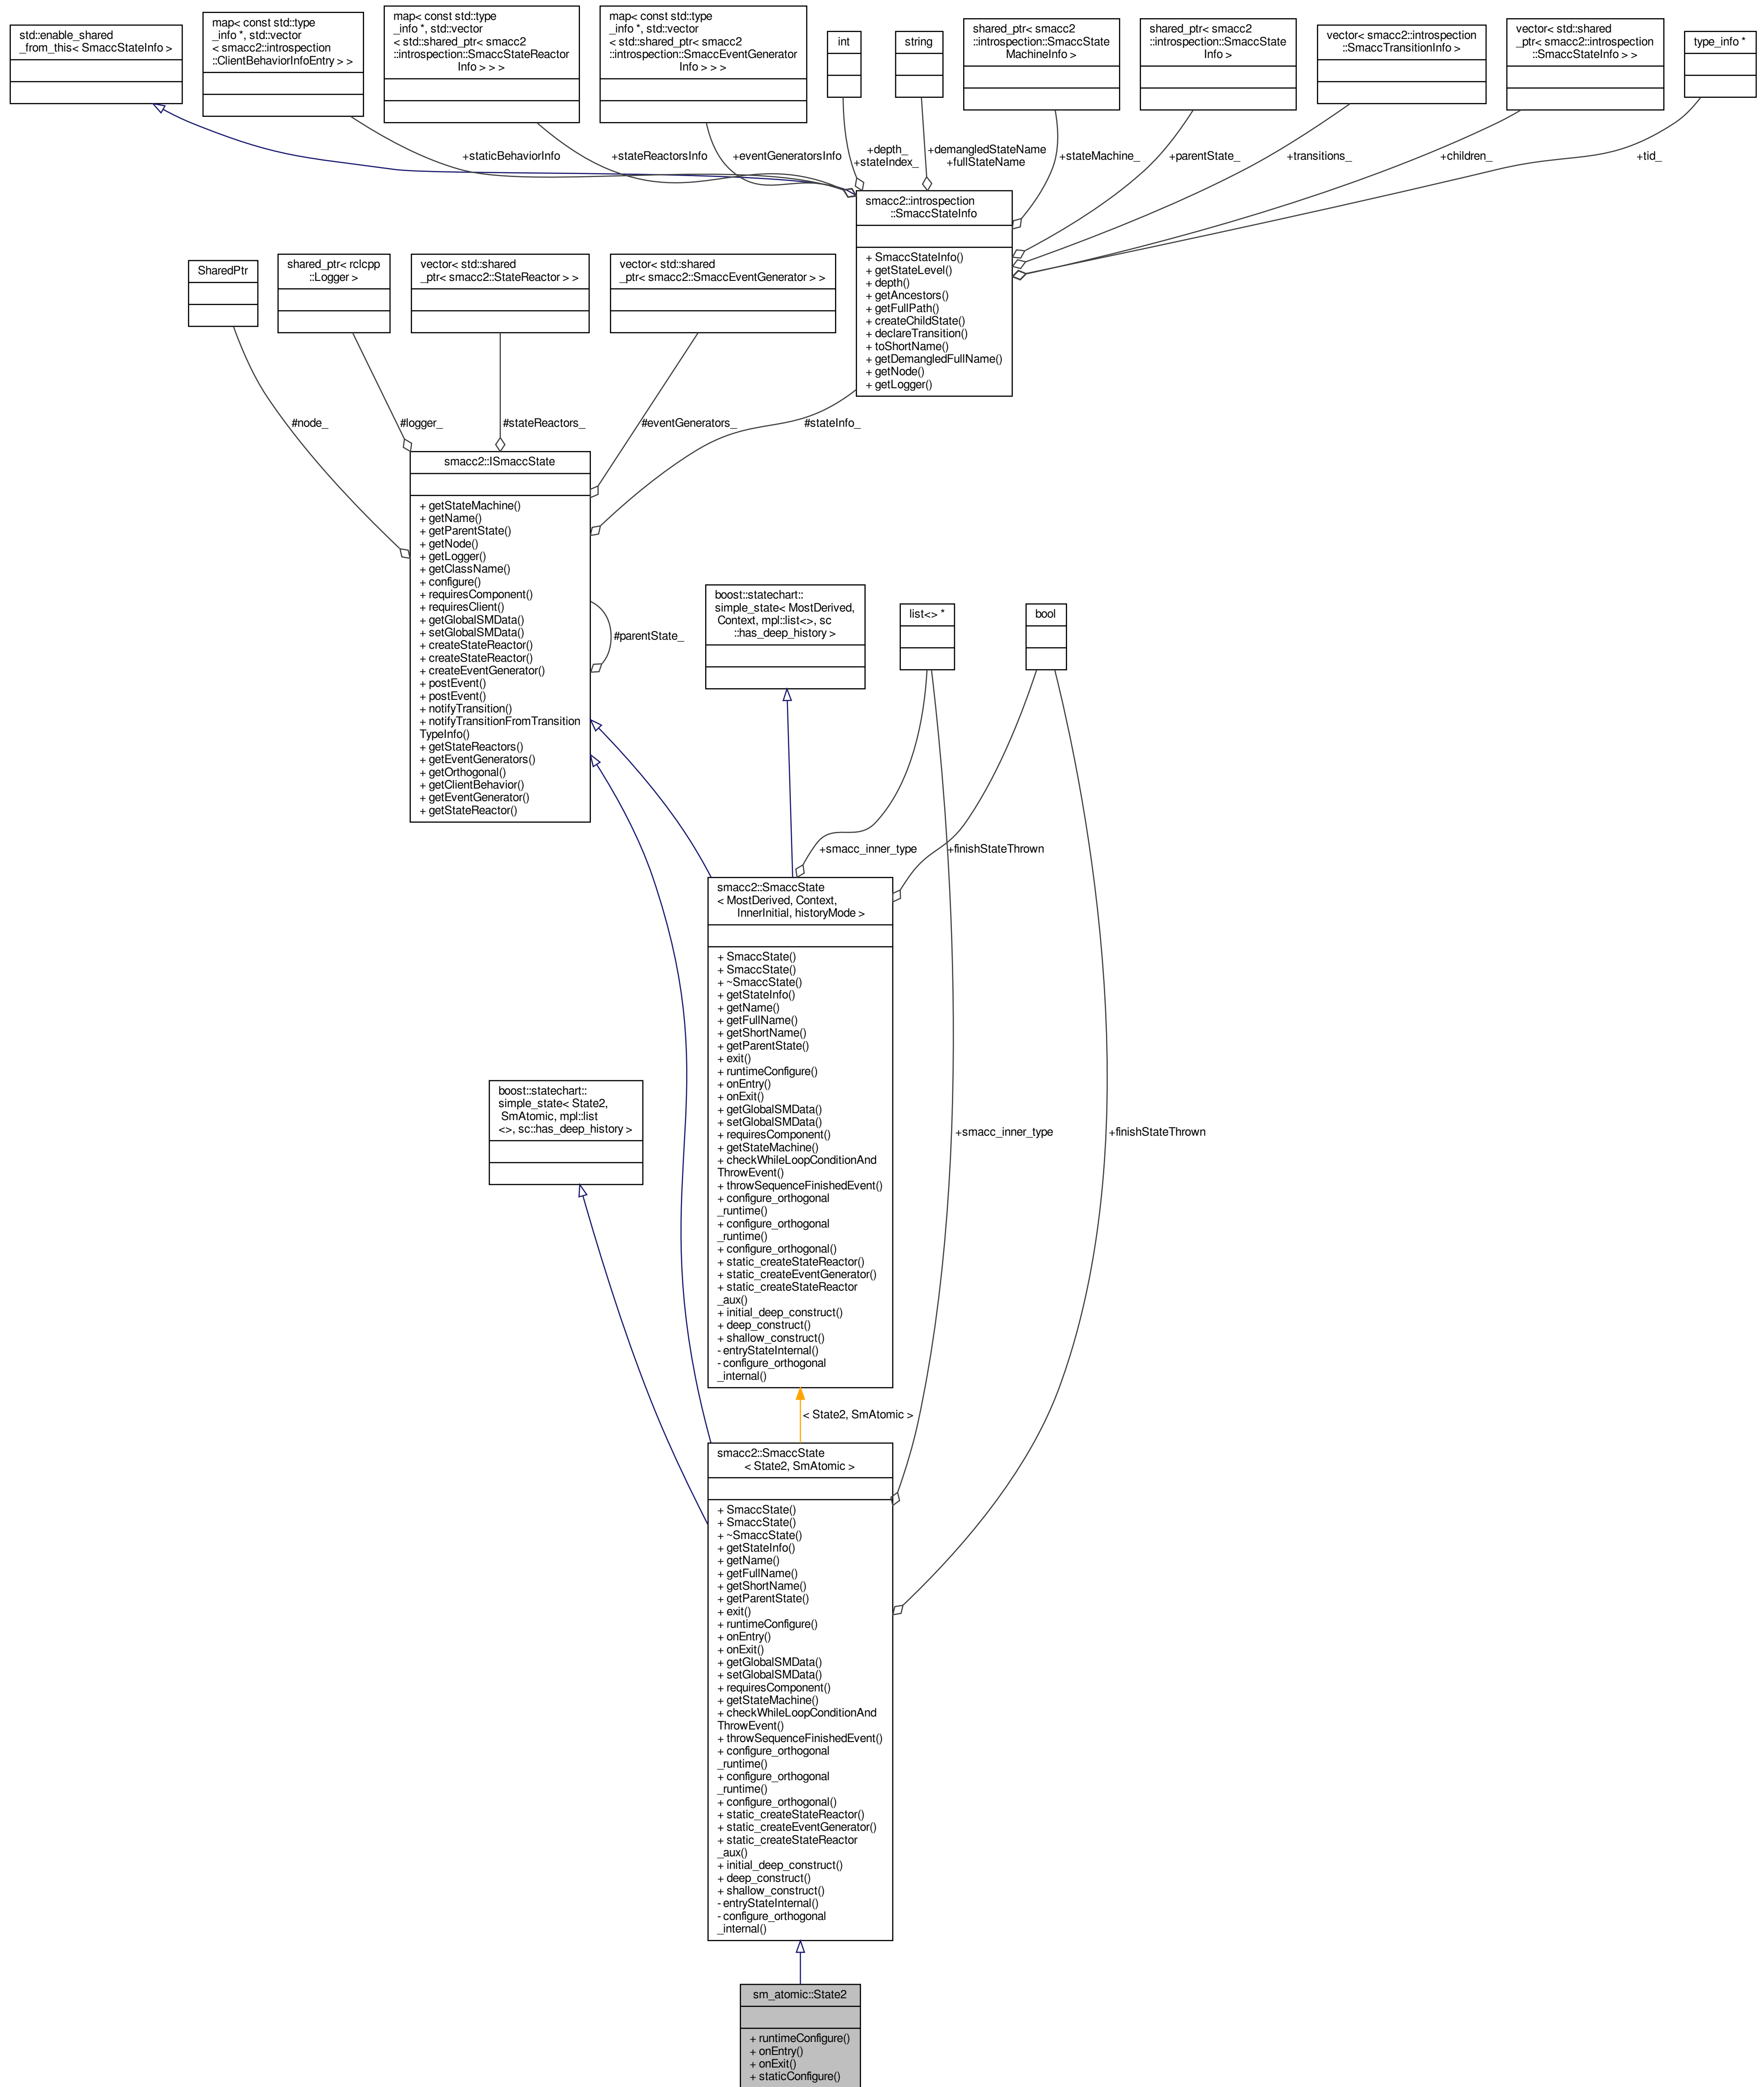 std::enable_shared
_from_this< SmaccStateInfo >
map< const std::type
_info *, std::vector
< smacc2::introspection
::ClientBehaviorInfoEntry > >
map< const std::type
_info *, std::vector
< std::shared_ptr< smacc2
::introspection::SmaccStateReactor
Info > > >
map< const std::type
_info *, std::vector
< std::shared_ptr< smacc2
::introspection::SmaccEventGenerator
Info > > >
int
string
shared_ptr< smacc2
::introspection::SmaccState
MachineInfo >
shared_ptr< smacc2
::introspection::SmaccState
Info >
vector< smacc2::introspection
::SmaccTransitionInfo >
vector< std::shared
_ptr< smacc2::introspection
::SmaccStateInfo > >
type_info *
+staticBehaviorInfo
+stateReactorsInfo
+eventGeneratorsInfo
+depth_
+stateIndex_
+demangledStateName
+fullStateName
+stateMachine_
+parentState_
+transitions_
+children_
+tid_
smacc2::introspection
::SmaccStateInfo
+ SmaccStateInfo()
+ getStateLevel()
+ depth()
+ getAncestors()
+ getFullPath()
+ createChildState()
+ declareTransition()
+ toShortName()
+ getDemangledFullName()
+ getNode()
+ getLogger()
SharedPtr
shared_ptr< rclcpp
::Logger >
vector< std::shared
_ptr< smacc2::StateReactor > >
vector< std::shared
_ptr< smacc2::SmaccEventGenerator > >
#node_
#logger_
#stateReactors_
#eventGenerators_
#stateInfo_
smacc2::ISmaccState
+ getStateMachine()
+ getName()
+ getParentState()
+ getNode()
+ getLogger()
+ getClassName()
+ configure()
+ requiresComponent()
+ requiresClient()
+ getGlobalSMData()
+ setGlobalSMData()
+ createStateReactor()
+ createStateReactor()
+ createEventGenerator()
+ postEvent()
+ postEvent()
+ notifyTransition()
+ notifyTransitionFromTransition
TypeInfo()
+ getStateReactors()
+ getEventGenerators()
+ getOrthogonal()
+ getClientBehavior()
+ getEventGenerator()
+ getStateReactor()
#parentState_
boost::statechart::
simple_state< MostDerived,
Context, mpl::list<>, sc
::has_deep_history >
list<> *
bool
+smacc_inner_type
+finishStateThrown
smacc2::SmaccState
< MostDerived, Context,
InnerInitial, historyMode >
+ SmaccState()
+ SmaccState()
+ ~SmaccState()
+ getStateInfo()
+ getName()
+ getFullName()
+ getShortName()
+ getParentState()
+ exit()
+ runtimeConfigure()
+ onEntry()
+ onExit()
+ getGlobalSMData()
+ setGlobalSMData()
+ requiresComponent()
+ getStateMachine()
+ checkWhileLoopConditionAnd
ThrowEvent()
+ throwSequenceFinishedEvent()
+ configure_orthogonal
_runtime()
+ configure_orthogonal
_runtime()
+ configure_orthogonal()
+ static_createStateReactor()
+ static_createEventGenerator()
+ static_createStateReactor
_aux()
+ initial_deep_construct()
+ deep_construct()
+ shallow_construct()
- entryStateInternal()
- configure_orthogonal
_internal()
boost::statechart::
simple_state< State2,
SmAtomic, mpl::list
<>, sc::has_deep_history >
+smacc_inner_type
+finishStateThrown
< State2, SmAtomic >
smacc2::SmaccState
< State2, SmAtomic >
+ SmaccState()
+ SmaccState()
+ ~SmaccState()
+ getStateInfo()
+ getName()
+ getFullName()
+ getShortName()
+ getParentState()
+ exit()
+ runtimeConfigure()
+ onEntry()
+ onExit()
+ getGlobalSMData()
+ setGlobalSMData()
+ requiresComponent()
+ getStateMachine()
+ checkWhileLoopConditionAnd
ThrowEvent()
+ throwSequenceFinishedEvent()
+ configure_orthogonal
_runtime()
+ configure_orthogonal
_runtime()
+ configure_orthogonal()
+ static_createStateReactor()
+ static_createEventGenerator()
+ static_createStateReactor
_aux()
+ initial_deep_construct()
+ deep_construct()
+ shallow_construct()
- entryStateInternal()
- configure_orthogonal
_internal()
sm_atomic::State2
+ runtimeConfigure()
+ onEntry()
+ onExit()
+ staticConfigure()